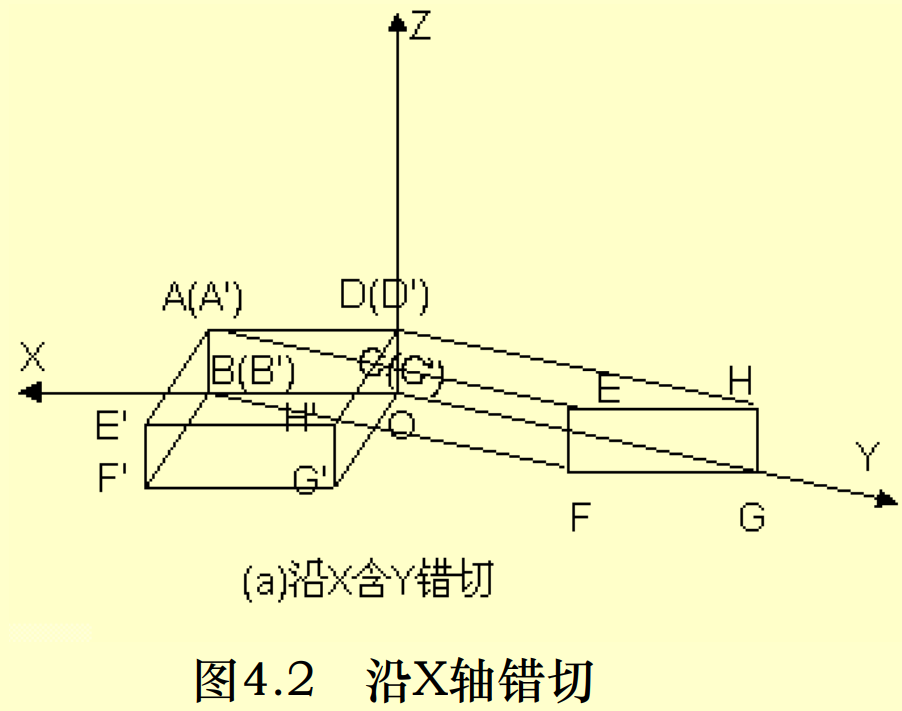 Z
A(A') D(D')
X B(B') C(C')
E H
E' H' O
Y
F' G'
F G
(a)沿X含Y错切
图4.2 沿X轴错切